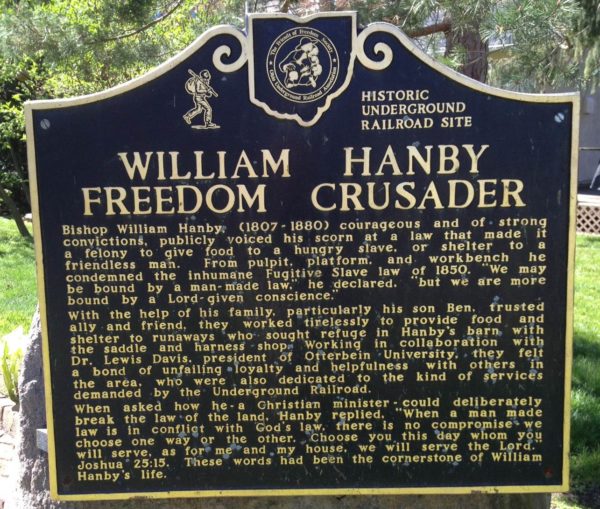 The Friends of Freedom Society
Ohio Underground Railroad Association
HISTORIC
UNDERGROUND
RAILROAD SITE
WILLIAM HANBY
FREEDOM CRUSADER
Bishop William Hanby, (1807-1880) courageous and of strong
convictions, publicly voiced his scorn at a law that made it
a felony to give food to a hungry slave, or shelter to a
friendless man. From pulpit, platform, and workbench he
condemned the inhumane Fugitive Slave law of 1850. "We may
be bound by a man-made law," he declared, "but we are more
bound by a Lord-given conscience."
With the help of his family, particularly his son Ben, trusted
ally and friend, they worked tirelessly to provide food and
shelter to runaways who sought refuge in Hanby's barn with
the saddle and harness shop. Working in collaboration with
Dr. Lewis Davis, president of Otterbein University, they felt
a bond of unfailing loyalty and helpfulness with others in
the area, who were also dedicated to the kind of services
demanded by the Underground Railroad.
When asked how he-a Christian minister-could deliberately
break the law of the land, Hanby replied, "When a man made
law is in conflict with God's law, there is no compromise we
choose one way or the other. Choose you this day whom you
will serve, as for me and my house, we will serve the Lord."
Joshua 25:15. These words had been the cornerstone of William
Hanby's life.